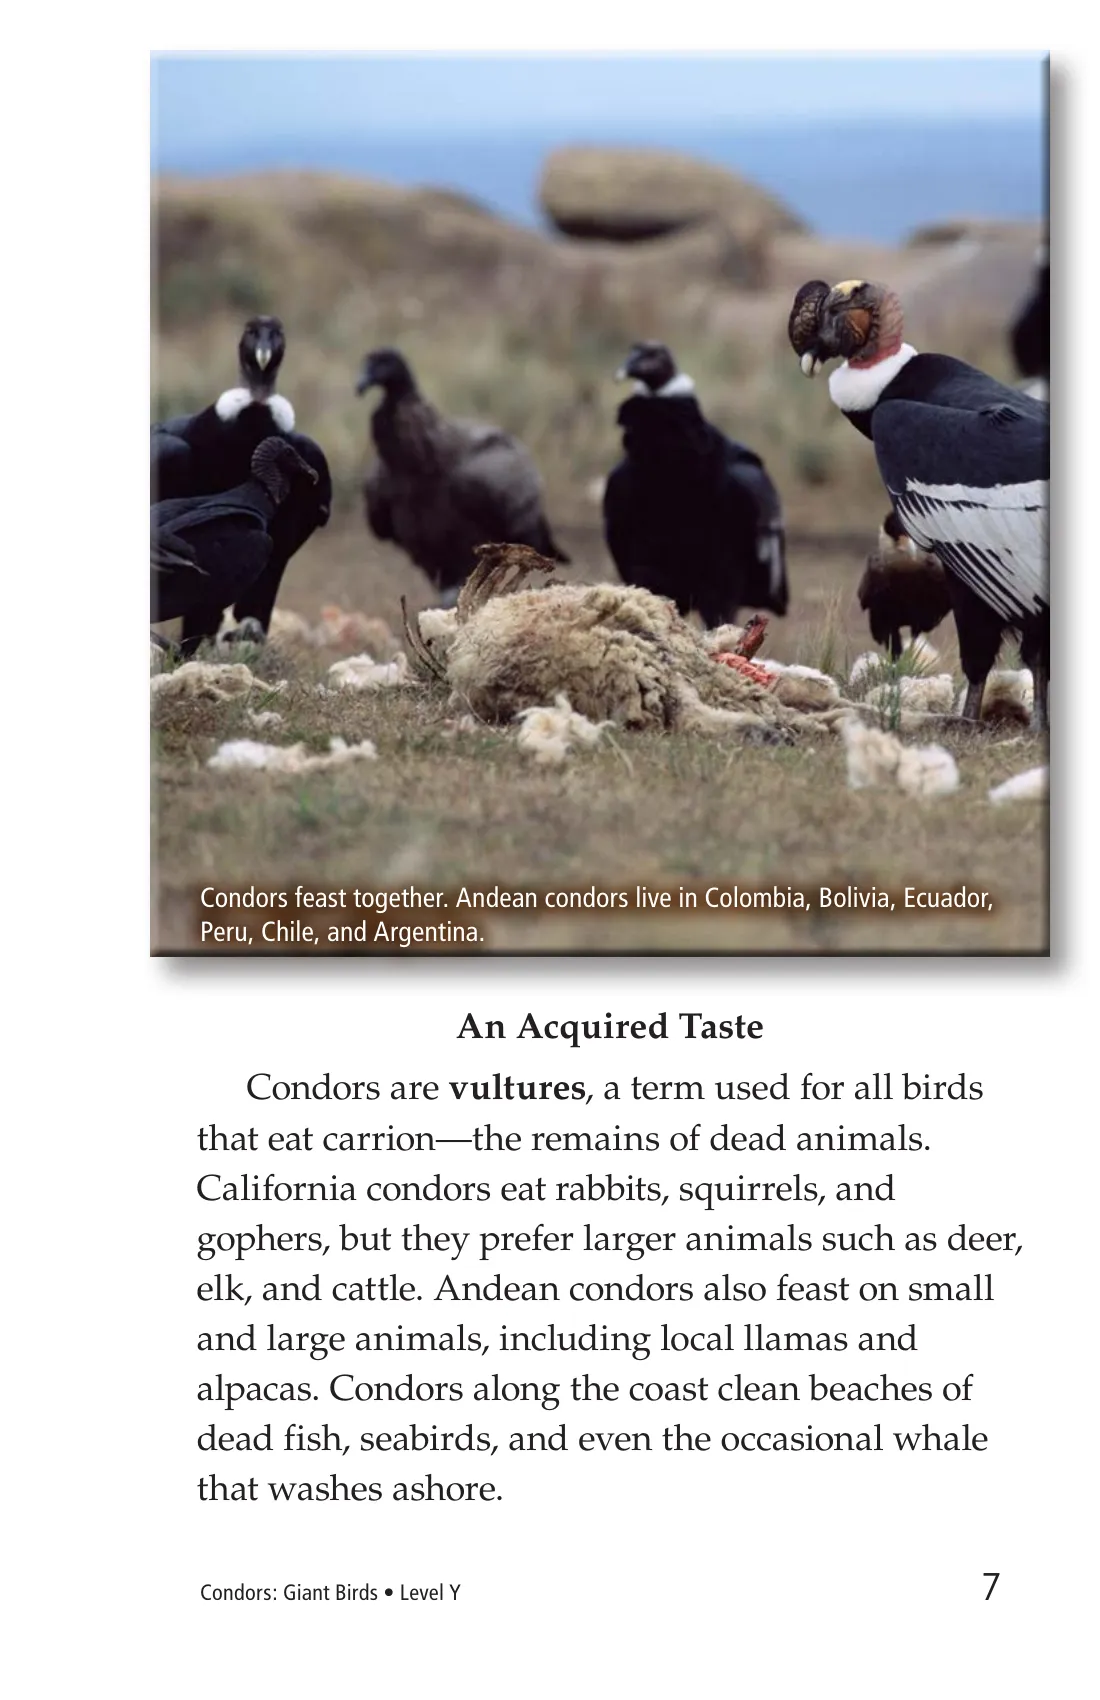 Condors feast together. Andean condors live in Colombia, Bolivia, Ecuador,
Peru, Chile, and Argentina.
An Acquired Taste
Condors are vultures, a term used for all birds
that eat carrion—the remains of dead animals.
California condors eat rabbits, squirrels, and
gophers, but they prefer larger animals such as deer,
elk, and cattle. Andean condors also feast on small
and large animals, including local llamas and
alpacas. Condors along the coast clean beaches of
dead fish, seabirds, and even the occasional whale
that washes ashore.
Condors: Giant Birds • Level Y 7